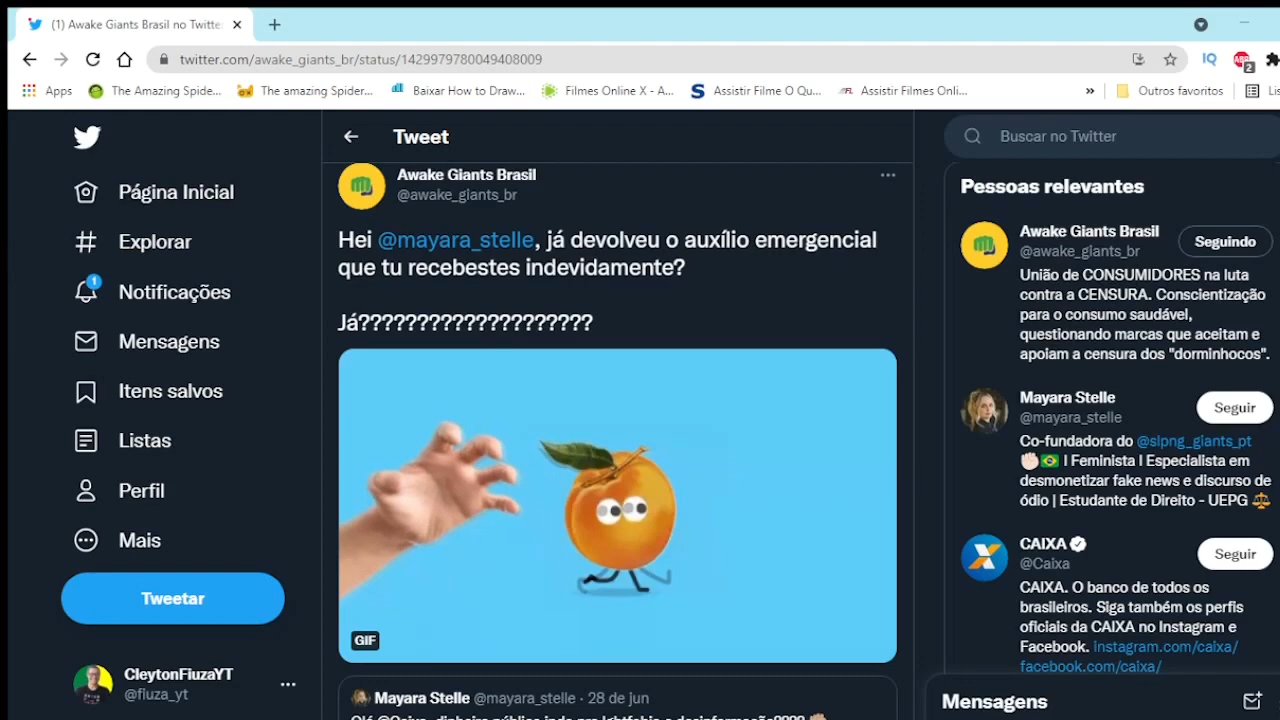 (1) Awake Giants Brasil no Twitte
twitter.com/awake_giants_br/status/1429979780049408009
IQ
ABP
2
Apps
The Amazing Spide...
The amazing Spider...
Baixar How to Draw...
Filmes Online X - A...
Assistir Filme O Qu...
Assistir Filmes Onli...
»
Outros favoritos
Lis
Página Inicial
Explorar
1
Notificações
Mensagens
Itens salvos
Listas
Perfil
Mais
Tweetar
CleytonFiuzaYT
@fiuza_yt
Tweet
Awake Giants Brasil
@awake_giants_br
Hei @mayara_stelle, já devolveu o auxílio emergencial
que tu recebestes indevidamente?
Já????????????????????
GIF
Mayara Stelle @mayara_stelle · 28 de jun
Buscar no Twitter
Pessoas relevantes
Awake Giants Brasil
@awake_giants_br
Seguindo
União de CONSUMIDORES na luta
contra a CENSURA. Conscientização
para o consumo saudável,
questionando marcas que aceitam e
apoiam a censura dos "dorminhocos".
Mayara Stelle
@mayara_stelle
Seguir
Co-fundadora do @slpng_giants_pt
✊🏻🇧🇷 I Feminista I Especialista em
desmonetizar fake news e discurso de
ódio | Estudante de Direito - UEPG ⚖️
CAIXA
@Caixa
Seguir
CAIXA. O banco de todos os
brasileiros. Siga também os perfis
oficiais da CAIXA no Instagram e
Facebook. instagram.com/caixa/
facebook.com/caixa/
Mensagens